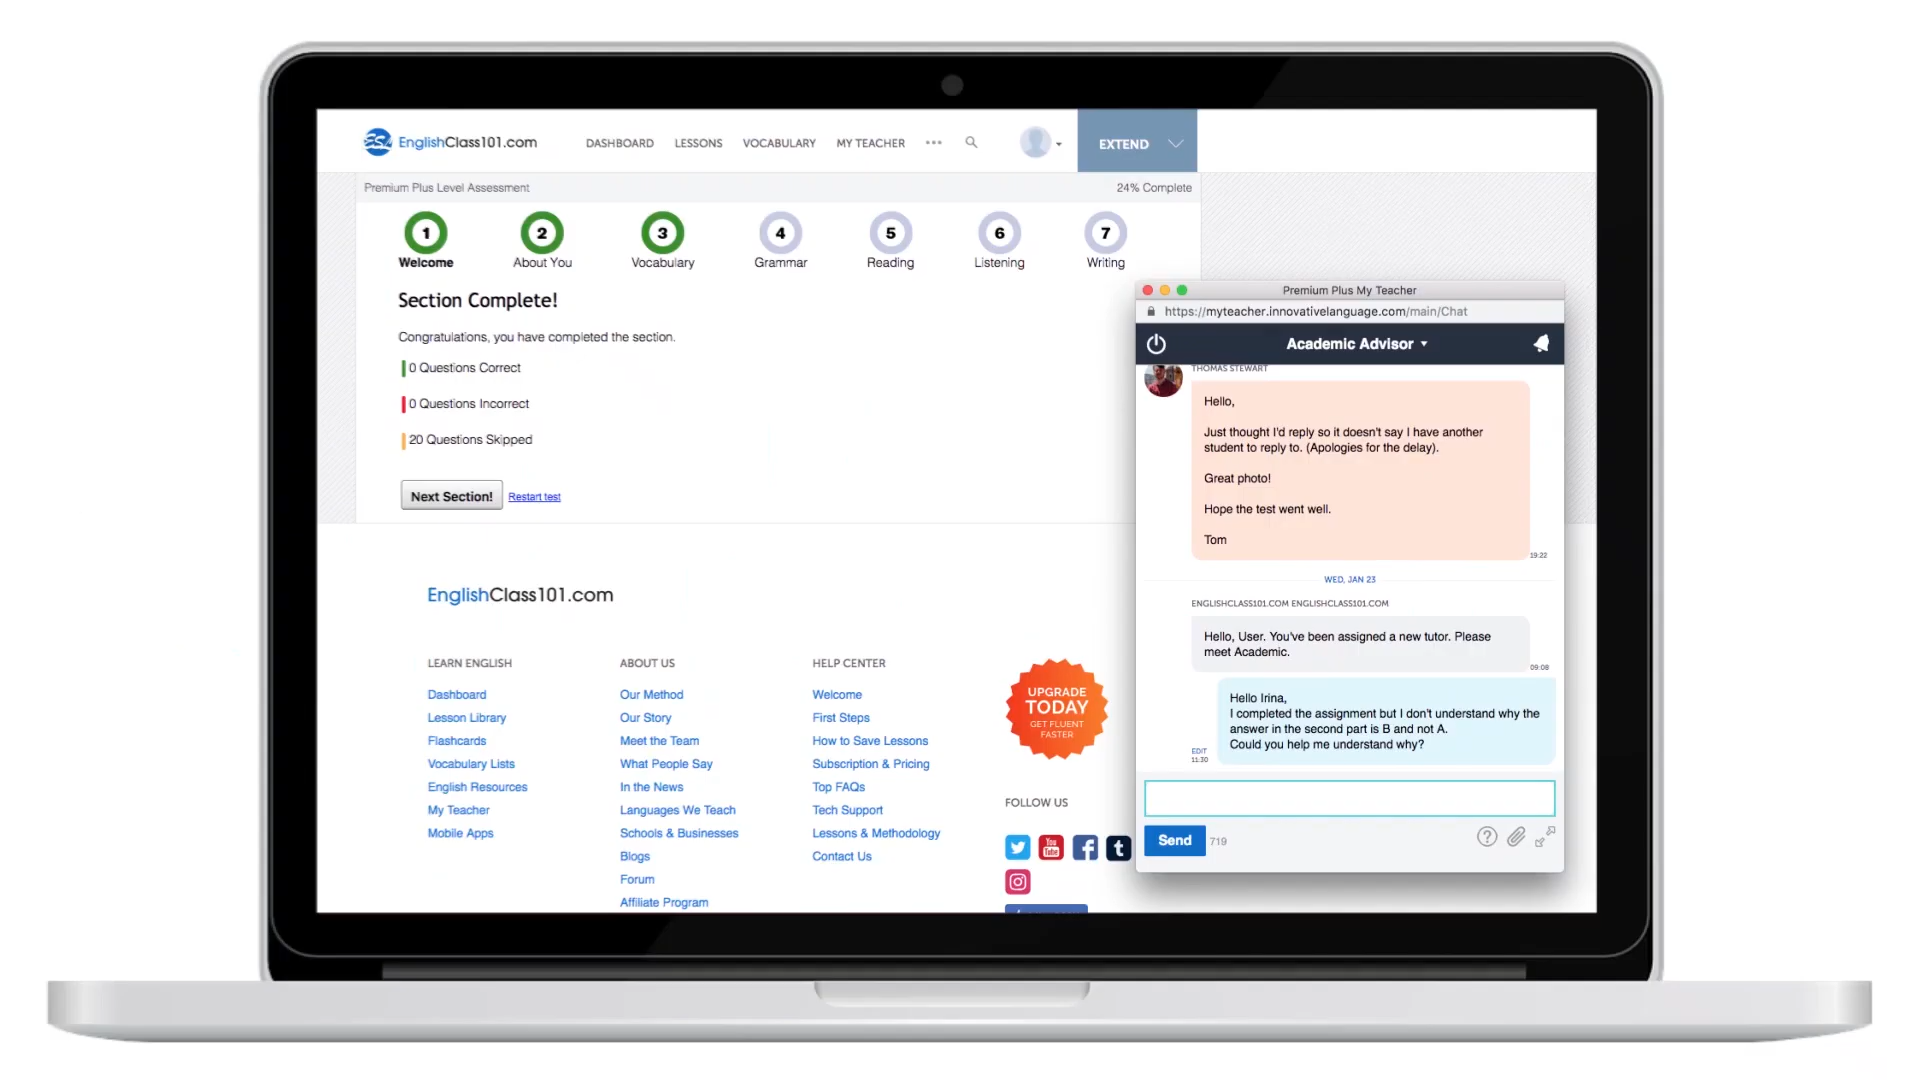 ESL EnglishClass101.com
DASHBOARD LESSONS VOCABULARY MY TEACHER
EXTEND
Premium Plus Level Assessment 24% Complete
1 2 3 4 5 6 7
Welcome About You Vocabulary Grammar Reading Listening Writing
Section Complete!
Congratulations, you have completed the section.
0 Questions Correct
0 Questions Incorrect
20 Questions Skipped
Next Section! Restart test
EnglishClass101.com
LEARN ENGLISH
Dashboard
Lesson Library
Flashcards
Vocabulary Lists
English Resources
My Teacher
Mobile Apps
ABOUT US
Our Method
Our Story
Meet the Team
What People Say
In the News
Languages We Teach
Schools & Businesses
Blogs
Forum
Affiliate Program
HELP CENTER
Welcome
First Steps
How to Save Lessons
Subscription & Pricing
Top FAQs
Tech Support
Lessons & Methodology
Contact Us
UPGRADE
TODAY
GET FLUENT
FASTER
FOLLOW US
You
Tube
Premium Plus My Teacher
https://myteacher.innovativelanguage.com/main/Chat
Academic Advisor
THOMAS STEWART
Hello,
Just thought I'd reply so it doesn't say I have another
student to reply to. (Apologies for the delay).
Great photo!
Hope the test went well.
Tom
19:22
WED, JAN 23
ENGLISHCLASS101.COM ENGLISHCLASS101.COM
Hello, User. You've been assigned a new tutor. Please
meet Academic.
09:08
Hello Irina,
I completed the assignment but I don't understand why the
answer in the second part is B and not A.
Could you help me understand why?
EDIT
11:30
Send 719